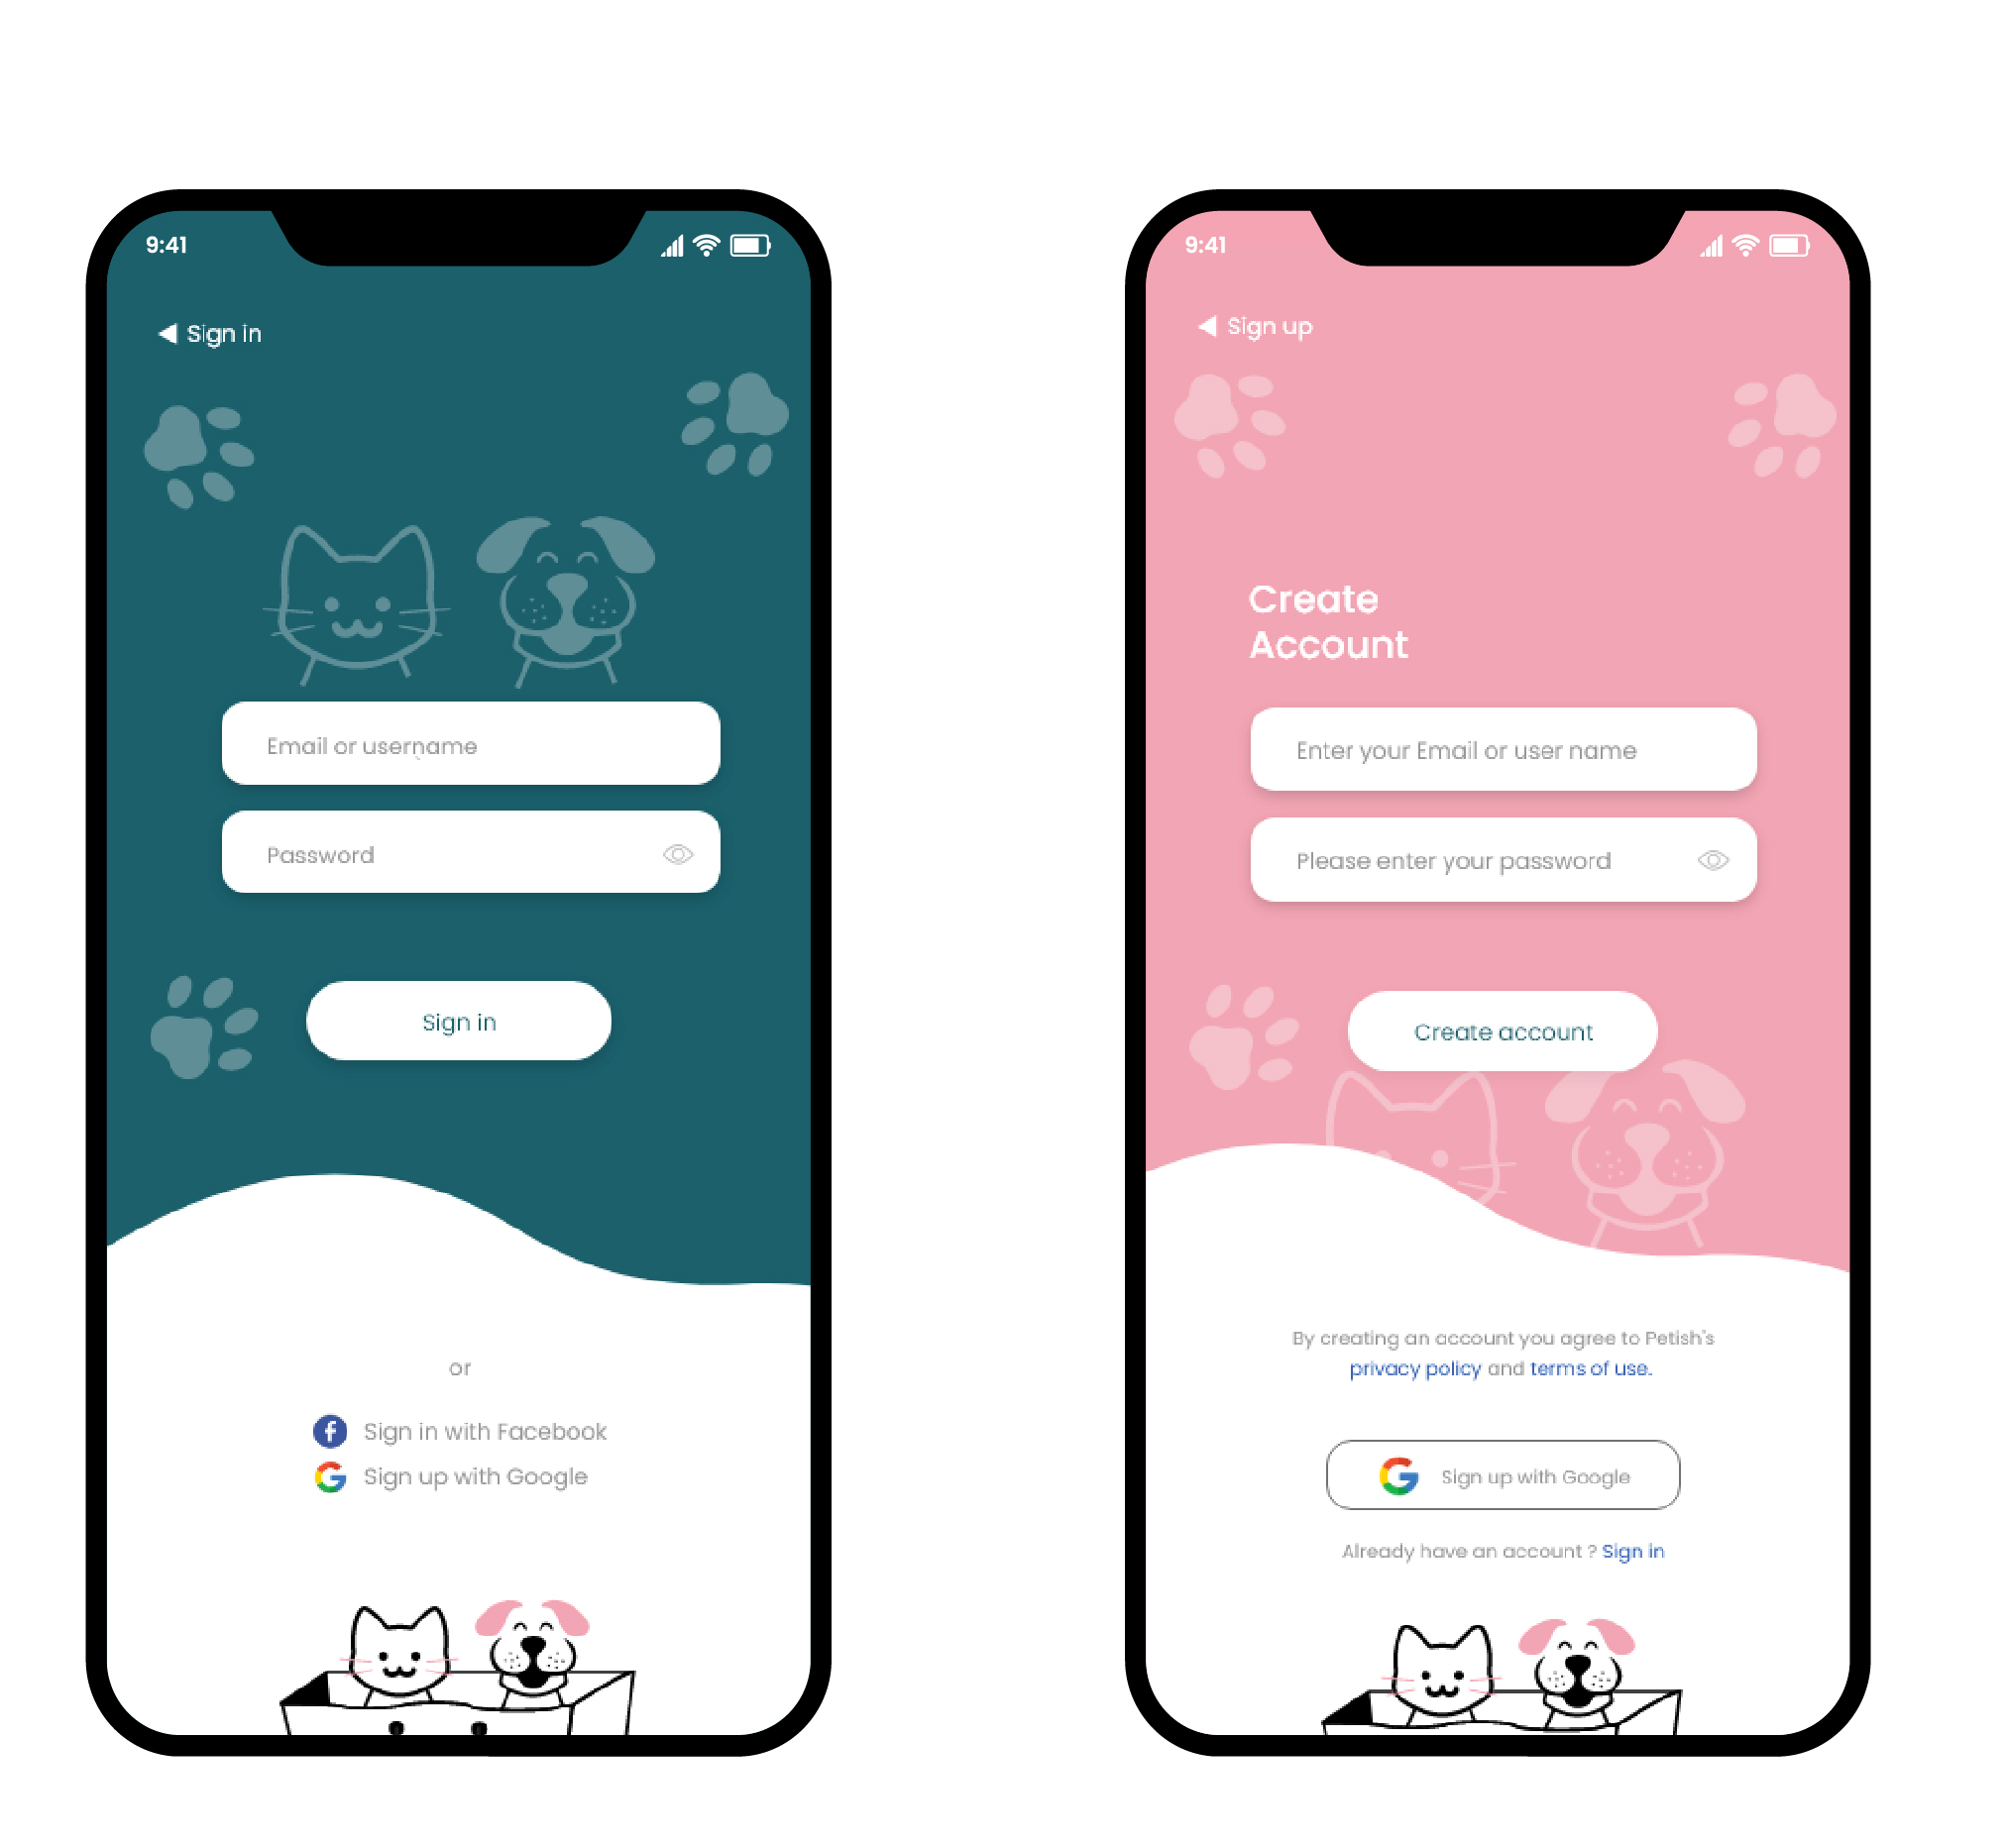 9:41
Sign in
Email or username
Password
Sign in
or
Sign in with Facebook
Sign up with Google
9:41
Sign up
Create
Account
Enter your Email or user name
Please enter your password
Create account
By creating an account you agree to Petish's
privacy policy and terms of use.
Sign up with Google
Already have an account ? Sign in